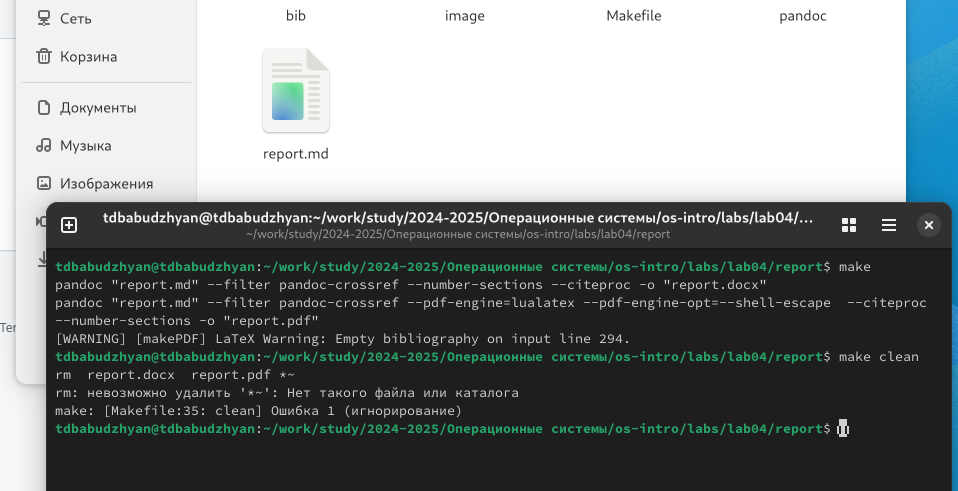 Сеть
Корзина
Документы
Музыка
Изображения
bib
image
Makefile
pandoc
report.md
tdbabudzhyan@tdbabudzhyan:~/work/study/2024-2025/Операционные системы/os-intro/labs/lab04/...
~/work/study/2024-2025/Операционные системы/os-intro/labs/lab04/report
tdbabudzhyan@tdbabudzhyan:~/work/study/2024-2025/Операционные системы/os-intro/labs/lab04/report$ make
pandoc "report.md" --filter pandoc-crossref --number-sections --citeproc -o "report.docx"
pandoc "report.md" --filter pandoc-crossref --pdf-engine=lualatex --pdf-engine-opt=--shell-escape  --citeproc
--number-sections -o "report.pdf"
[WARNING] [makePDF] LaTeX Warning: Empty bibliography on input line 294.
tdbabudzhyan@tdbabudzhyan:~/work/study/2024-2025/Операционные системы/os-intro/labs/lab04/report$ make clean
rm  report.docx  report.pdf *~
rm: невозможно удалить '*~': Нет такого файла или каталога
make: [Makefile:35: clean] Ошибка 1 (игнорирование)
tdbabudzhyan@tdbabudzhyan:~/work/study/2024-2025/Операционные системы/os-intro/labs/lab04/report$